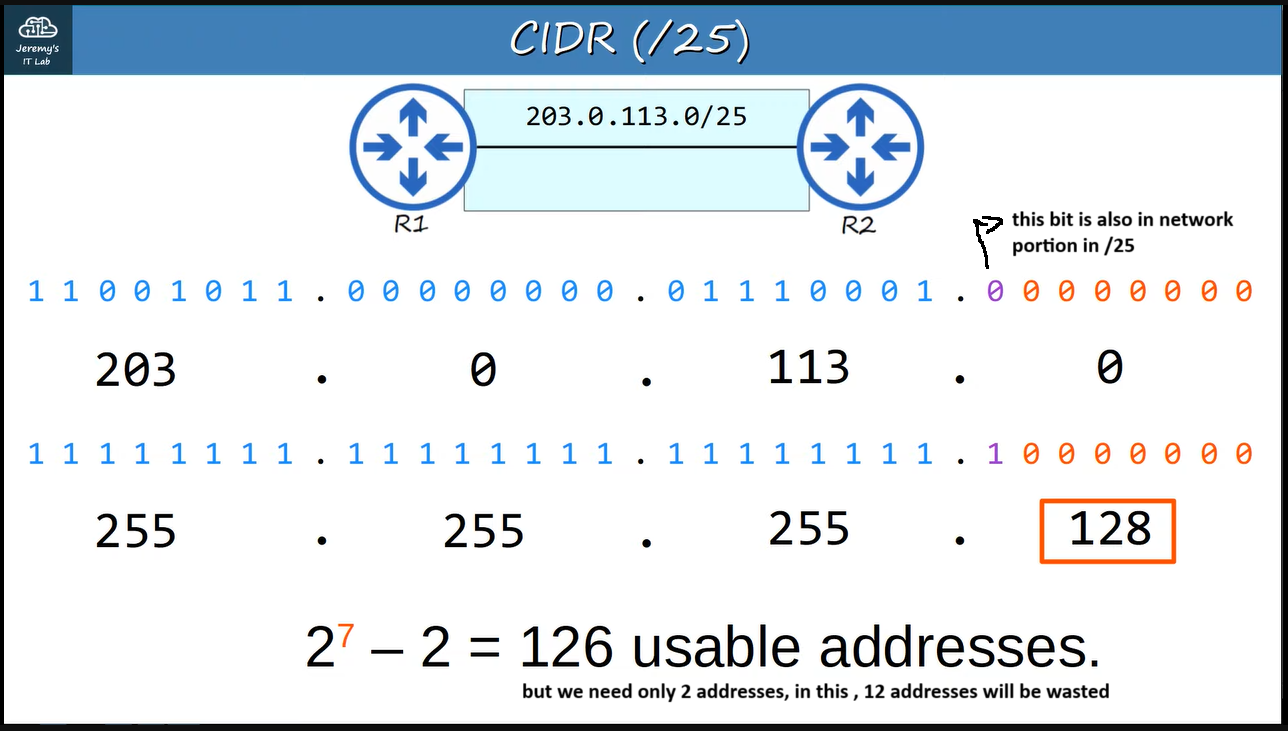 Jeremy's
IT Lab
CIDR (/25)
203.0.113.0/25
R1
R2
this bit is also in network
portion in /25
1 1 0 0 1 0 1 1 . 0 0 0 0 0 0 0 0 . 0 1 1 1 0 0 0 1 . 0 0 0 0 0 0 0 0
203 . 0 . 113 . 0
1 1 1 1 1 1 1 1 . 1 1 1 1 1 1 1 1 . 1 1 1 1 1 1 1 1 . 1 0 0 0 0 0 0 0
255 . 255 . 255 . 128
2⁷ – 2 = 126 usable addresses.
but we need only 2 addresses, in this , 12 addresses will be wasted